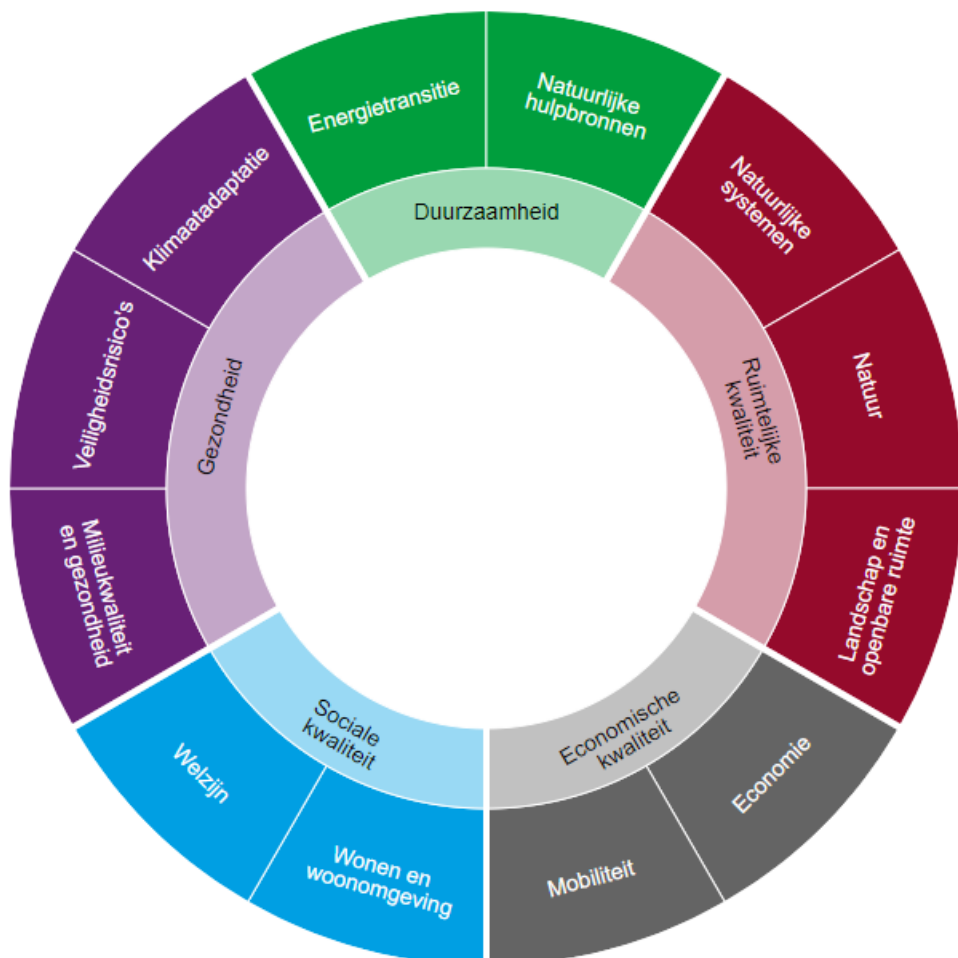 Energietransitie
Natuurlijke
hulpbronnen
Duurzaamheid
Natuurlijke
systemen
Natuur
Landschap en
openbare ruimte
Ruimtelijke
kwaliteit
Economie
Mobiliteit
Economische
kwaliteit
Wonen en
woonomgeving
Welzijn
Sociale
kwaliteit
Milieukwaliteit
en gezondheid
Veiligheidsrisico's
Klimaatadaptatie
Gezondheid